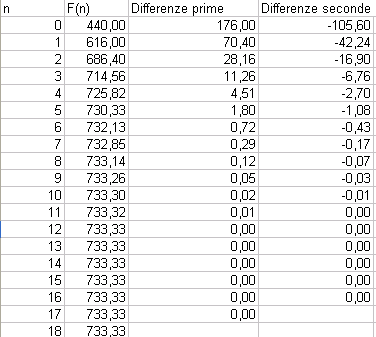 n F(n) Differenze prime Differenze seconde
0 440,00 176,00 -105,60
1 616,00 70,40 -42,24
2 686,40 28,16 -16,90
3 714,56 11,26 -6,76
4 725,82 4,51 -2,70
5 730,33 1,80 -1,08
6 732,13 0,72 -0,43
7 732,85 0,29 -0,17
8 733,14 0,12 -0,07
9 733,26 0,05 -0,03
10 733,30 0,02 -0,01
11 733,32 0,01 0,00
12 733,33 0,00 0,00
13 733,33 0,00 0,00
14 733,33 0,00 0,00
15 733,33 0,00 0,00
16 733,33 0,00 0,00
17 733,33 0,00
18 733,33